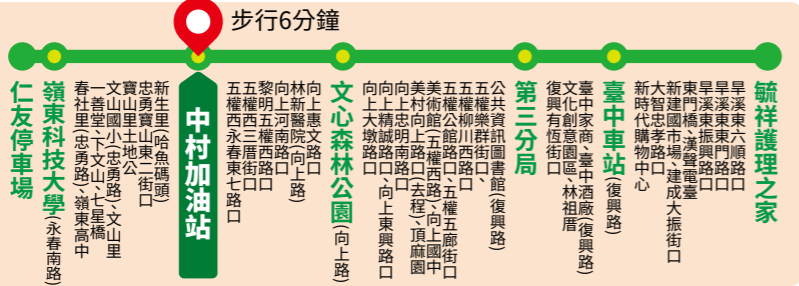 步行6分鐘
仁友停車場
嶺東科技大學(永春南路)
春社里(忠勇路)、嶺東高中
一善堂、下文山、七星橋
文山國小(忠勇路)、文山里
寶山里土地公
忠勇寶山東二街口
新生里(哈魚碼頭)
中村加油站
五權西永春東七路口
五權西三厝街口
黎明五權西路口
向上河南路口
林新醫院(向上路)
向上惠文路口
文心森林公園(向上路)
向上大墩路口
向上精誠路口、向上東興路口
向上忠明南路口
美村向上路口(去程)、頂麻園
美術館(五權西路)、向上國中
五權公館路口、五權五廊街口
五權柳川西路口
五權樂群街口、
公共資訊圖書館(復興路)
第三分局
復興有恆街口
文化創意園區、林祖厝
臺中家商、臺中酒廠(復興路)
臺中車站(復興路)
新時代購物中心
大智忠孝路口
新建國市場、建成大振街口
東門橋、漢聲電臺
旱溪東振興路口
旱溪東東門路口
旱溪東六順路口
毓祥護理之家